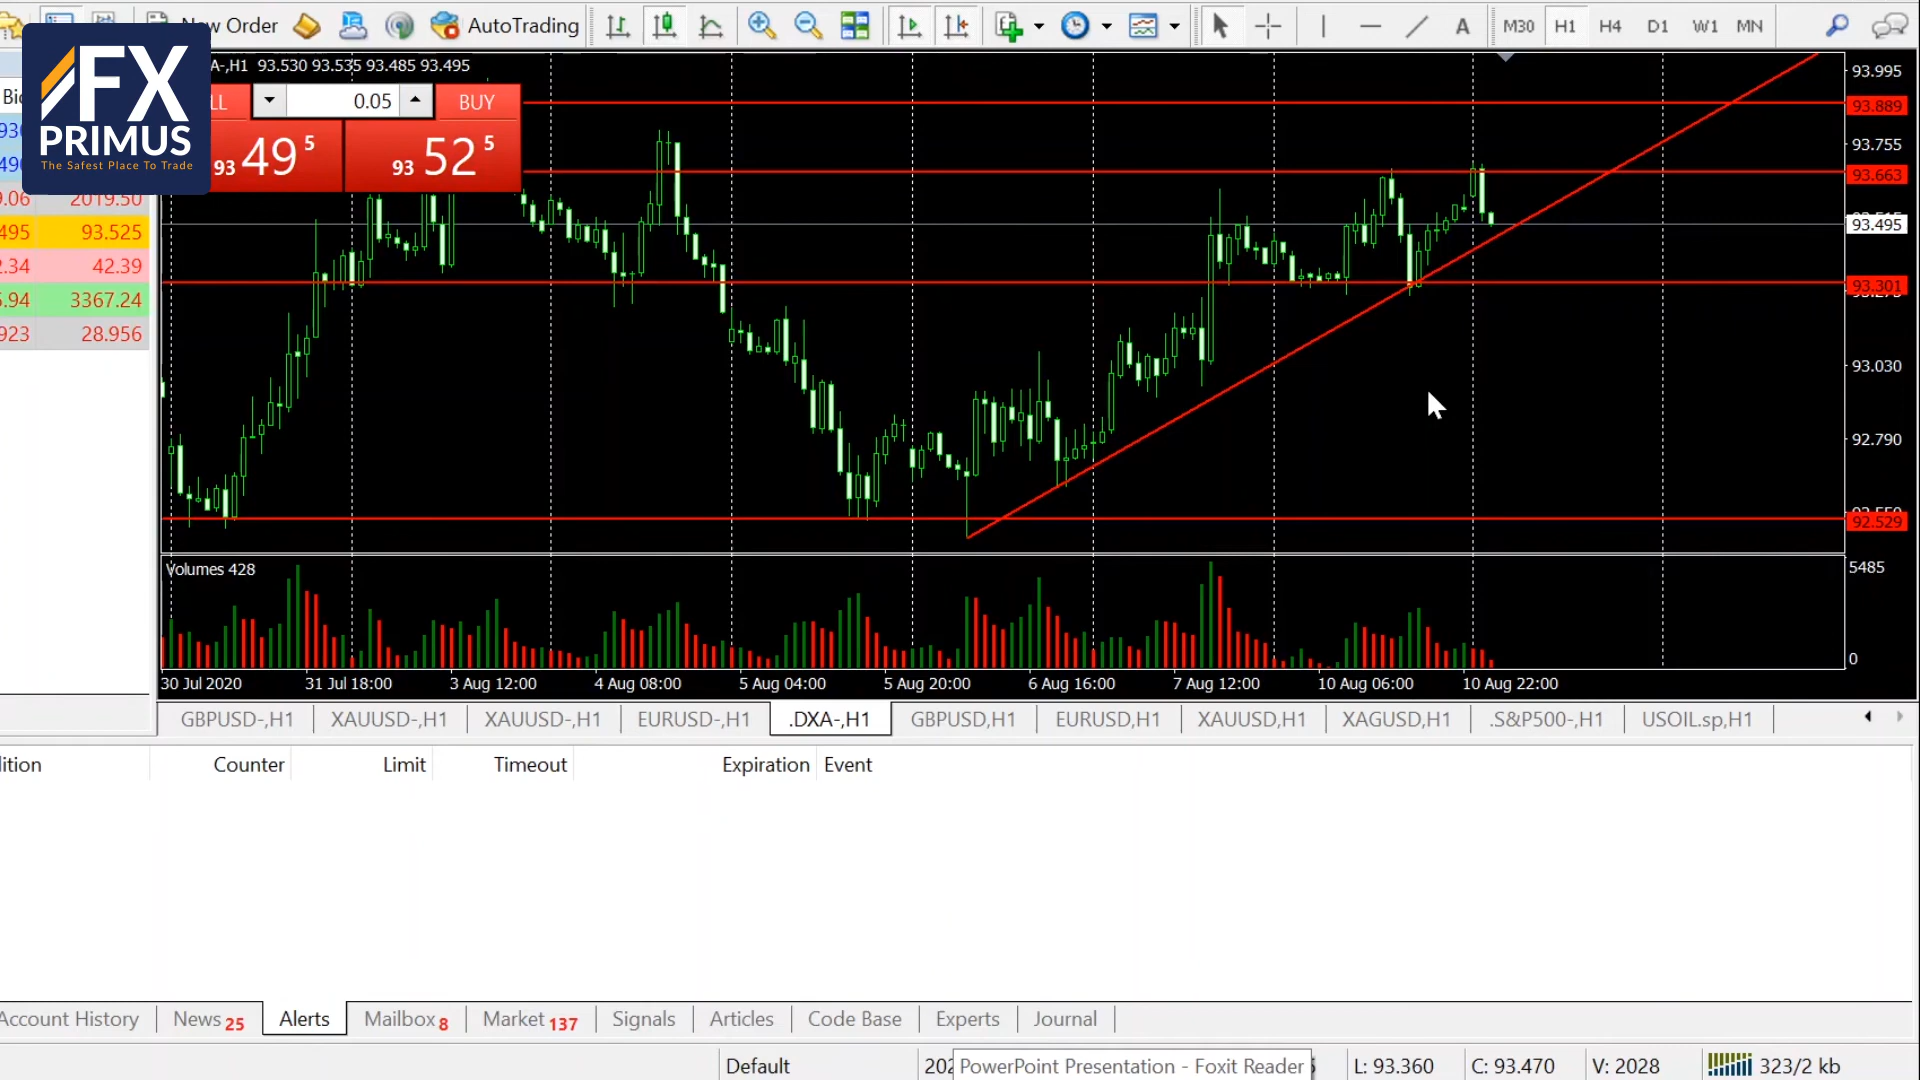 New Order
AutoTrading
A
M30
H1
H4
D1
W1
MN
FX
PRIMUS
The Safest Place To Trade
A-,H1 93.530 93.535 93.485 93.495
LL
0.05
BUY
93 49 5
93 52 5
2019.50
93.525
42.39
3367.24
28.956
93.995
93.889
93.755
93.663
93.495
93.301
93.030
92.790
92.529
Volumes 428
5485
0
30 Jul 2020
31 Jul 18:00
3 Aug 12:00
4 Aug 08:00
5 Aug 04:00
5 Aug 20:00
6 Aug 16:00
7 Aug 12:00
10 Aug 06:00
10 Aug 22:00
GBPUSD-,H1
XAUUSD-,H1
XAUUSD-,H1
EURUSD-,H1
.DXA-,H1
GBPUSD,H1
EURUSD,H1
XAUUSD,H1
XAGUSD,H1
.S&P500-,H1
USOIL.sp,H1
Counter
Limit
Timeout
Expiration
Event
Account History
News 25
Alerts
Mailbox 8
Market 137
Signals
Articles
Code Base
Experts
Journal
Default
202
PowerPoint Presentation - Foxit Reader
L: 93.360
C: 93.470
V: 2028
323/2 kb